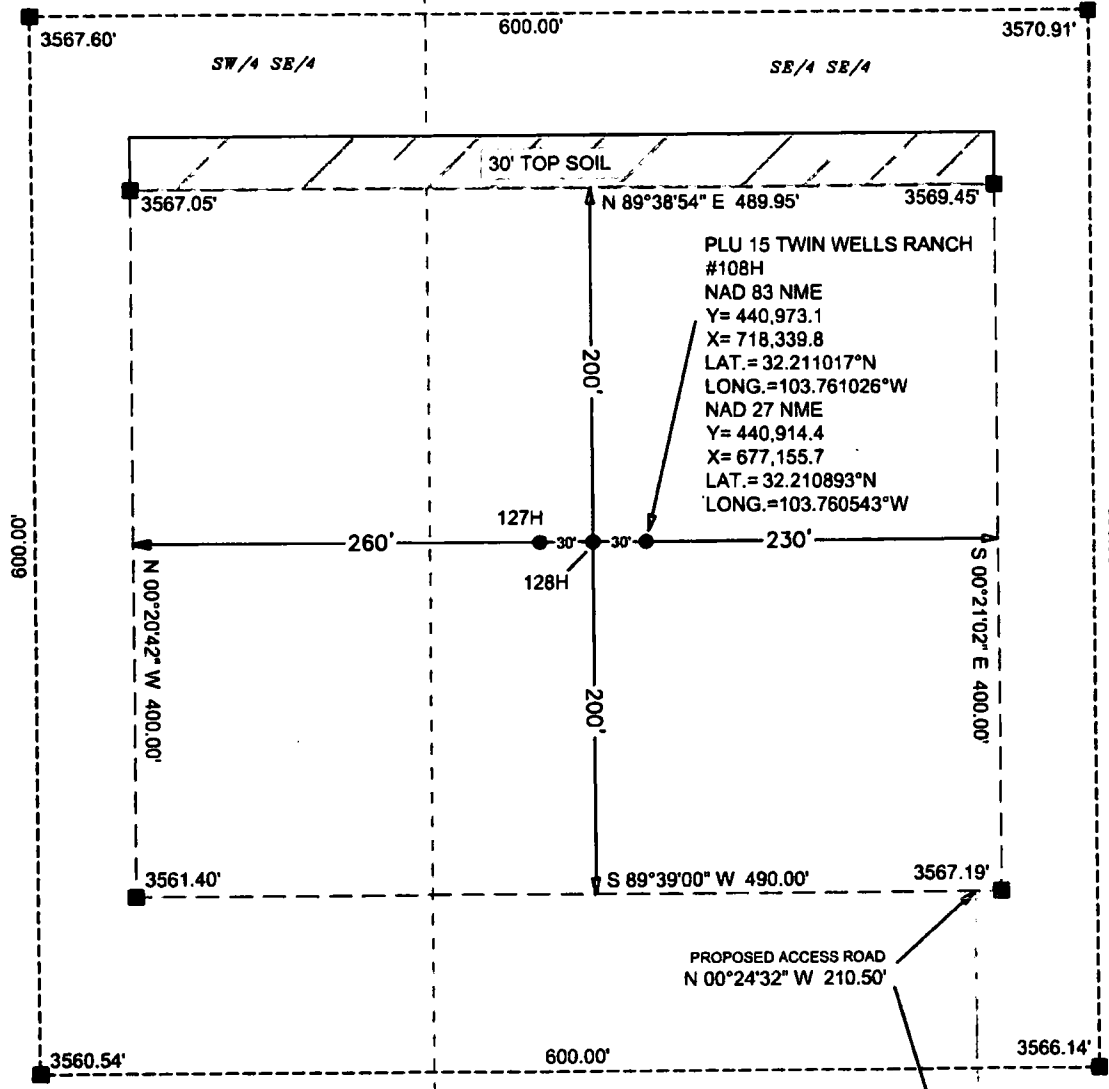 600.00'
3567.60'
3570.91'
SW/4 SE/4
SE/4 SE/4
30' TOP SOIL
3567.05'
N 89°38'54" E 489.95'
3569.45'
PLU 15 TWIN WELLS RANCH
#108H
NAD 83 NME
Y= 440,973.1
X= 718,339.8
LAT.= 32.211017°N
LONG.=103.761026°W
NAD 27 NME
Y= 440,914.4
X= 677,155.7
LAT.= 32.210893°N
LONG.=103.760543°W
200'
600.00'
127H
260'
30'
30'
230'
128H
N 00°20'42" W 400.00'
S 00°21'02" E 400.00'
200'
3561.40'
S 89°39'00" W 490.00'
3567.19'
PROPOSED ACCESS ROAD
N 00°24'32" W 210.50'
3560.54'
600.00'
3566.14'